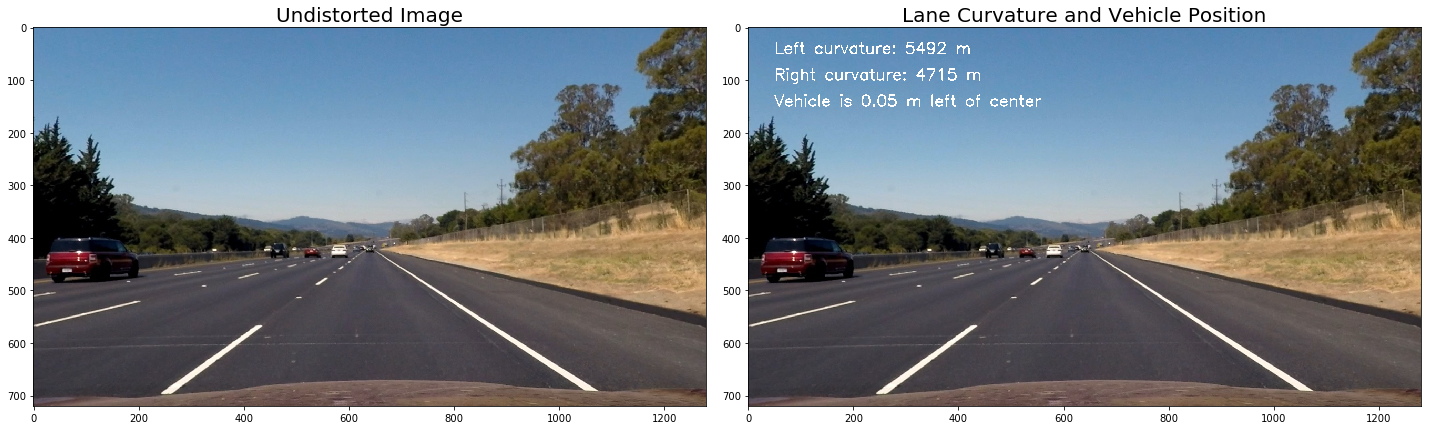 Undistorted Image
Lane Curvature and Vehicle Position
Left curvature: 5492 m
Right curvature: 4715 m
Vehicle is 0.05 m left of center
0
100
200
300
400
500
600
700
0 200 400 600 800 1000 1200
0
100
200
300
400
500
600
700
0 200 400 600 800 1000 1200